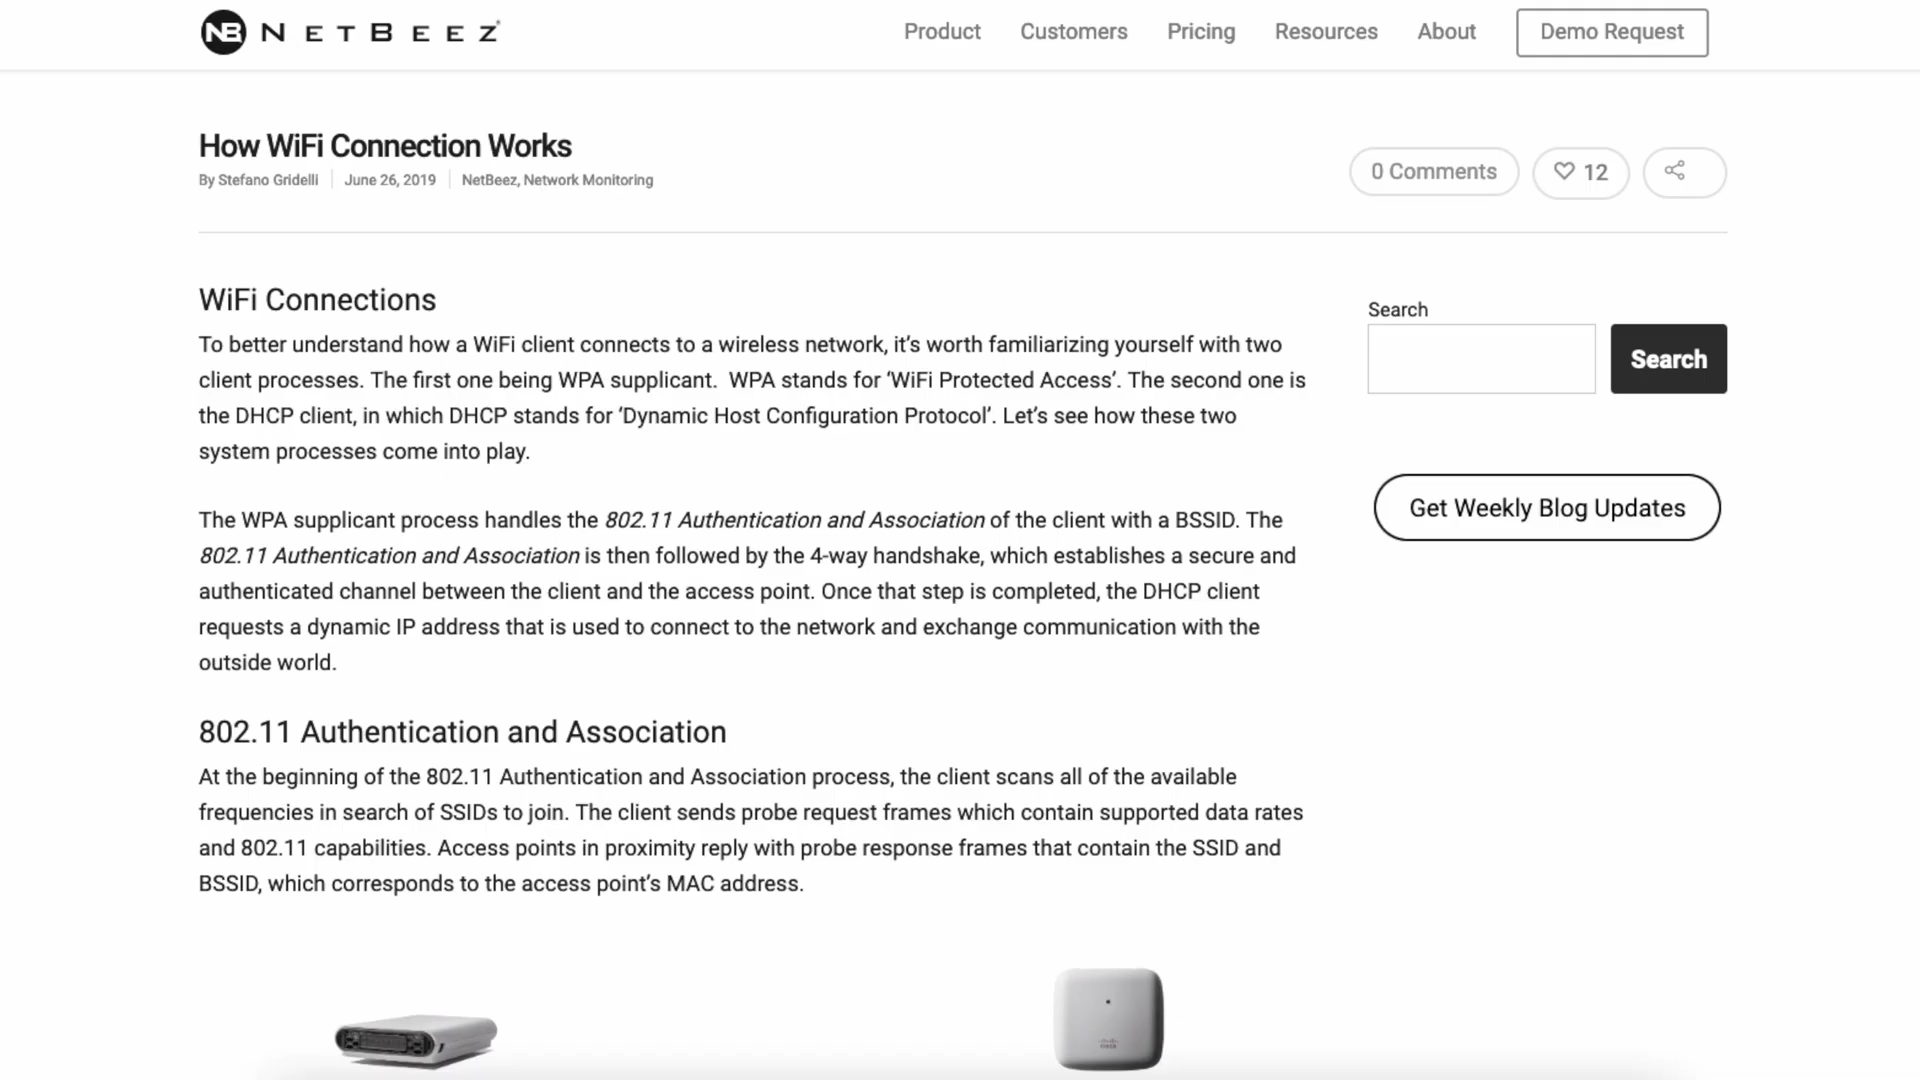 NB NETBEEZ
Product Customers Pricing Resources About Demo Request
How WiFi Connection Works
By Stefano Gridelli June 26, 2019 NetBeez, Network Monitoring
0 Comments 12
WiFi Connections
To better understand how a WiFi client connects to a wireless network, it’s worth familiarizing yourself with two
client processes. The first one being WPA supplicant.  WPA stands for ‘WiFi Protected Access’. The second one is
the DHCP client, in which DHCP stands for ‘Dynamic Host Configuration Protocol’. Let’s see how these two
system processes come into play.
The WPA supplicant process handles the 802.11 Authentication and Association of the client with a BSSID. The
802.11 Authentication and Association is then followed by the 4-way handshake, which establishes a secure and
authenticated channel between the client and the access point. Once that step is completed, the DHCP client
requests a dynamic IP address that is used to connect to the network and exchange communication with the
outside world.
802.11 Authentication and Association
At the beginning of the 802.11 Authentication and Association process, the client scans all of the available
frequencies in search of SSIDs to join. The client sends probe request frames which contain supported data rates
and 802.11 capabilities. Access points in proximity reply with probe response frames that contain the SSID and
BSSID, which corresponds to the access point’s MAC address.
Search
Search
Get Weekly Blog Updates